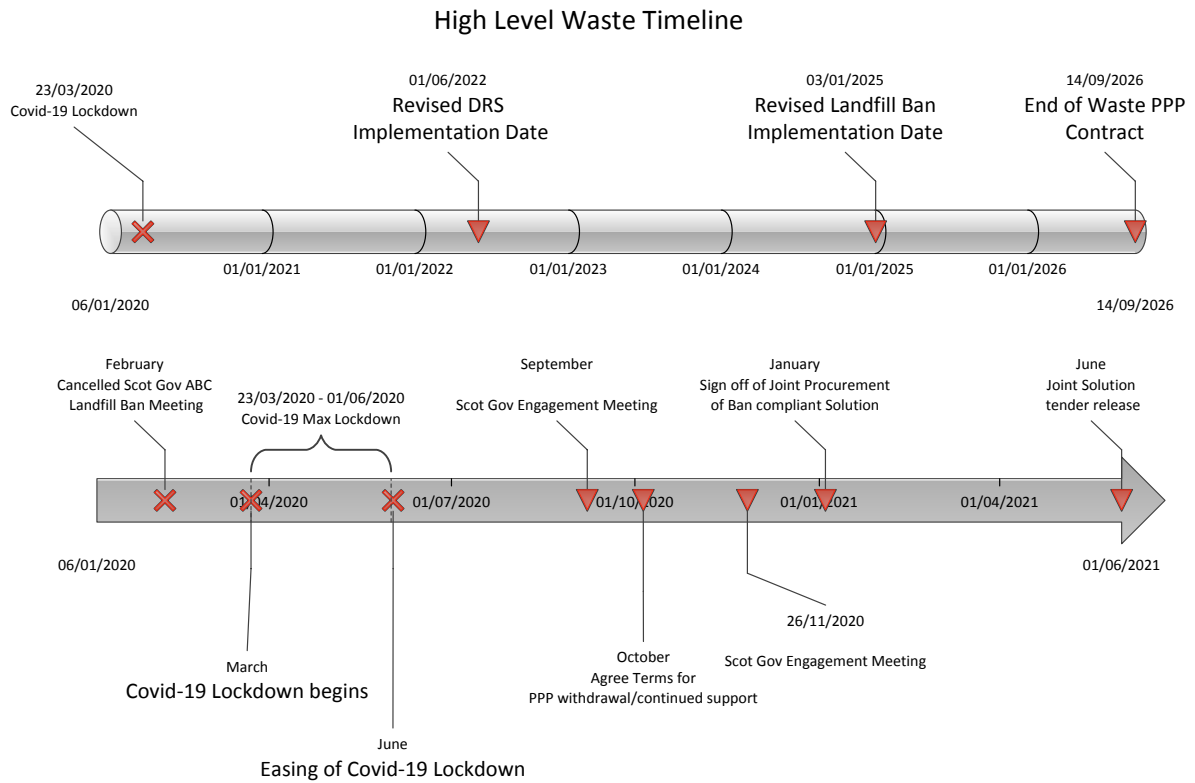 High Level Waste Timeline
23/03/2020
Covid-19 Lockdown
01/06/2022
Revised DRS
Implementation Date
03/01/2025
Revised Landfill Ban
Implementation Date
14/09/2026
End of Waste PPP
Contract
01/01/2021
01/01/2022
01/01/2023
01/01/2024
01/01/2025
01/01/2026
06/01/2020
14/09/2026
February
Cancelled Scot Gov ABC
Landfill Ban Meeting
23/03/2020 - 01/06/2020
Covid-19 Max Lockdown
September
Scot Gov Engagement Meeting
January
Sign off of Joint Procurement
of Ban compliant Solution
June
Joint Solution
tender release
01/04/2020
01/07/2020
01/10/2020
01/01/2021
01/04/2021
06/01/2020
01/06/2021
March
Covid-19 Lockdown begins
June
Easing of Covid-19 Lockdown
October
Agree Terms for
PPP withdrawal/continued support
26/11/2020
Scot Gov Engagement Meeting